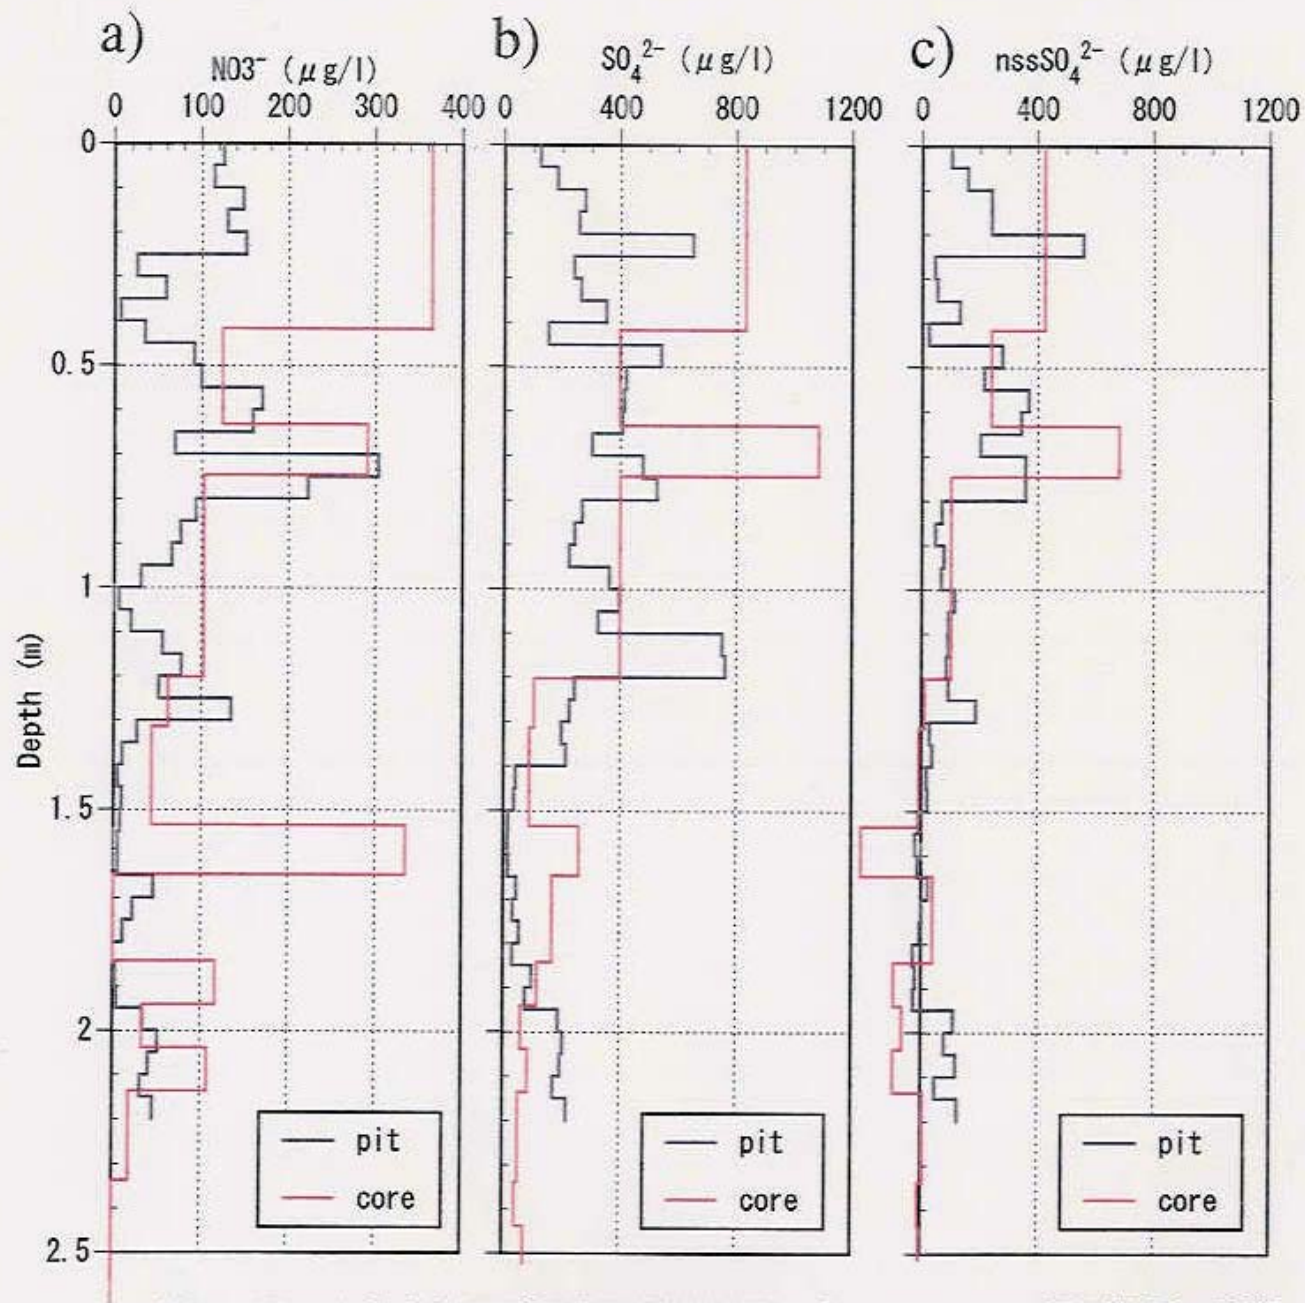 a)
NO3⁻ (μg/l)
0 100 200 300 400
b)
SO₄²⁻ (μg/l)
0 400 800 1200
c)
nssSO₄²⁻ (μg/l)
0 400 800 1200
Depth (m)
0
0.5
1
1.5
2
2.5
pit
core
pit
core
pit
core